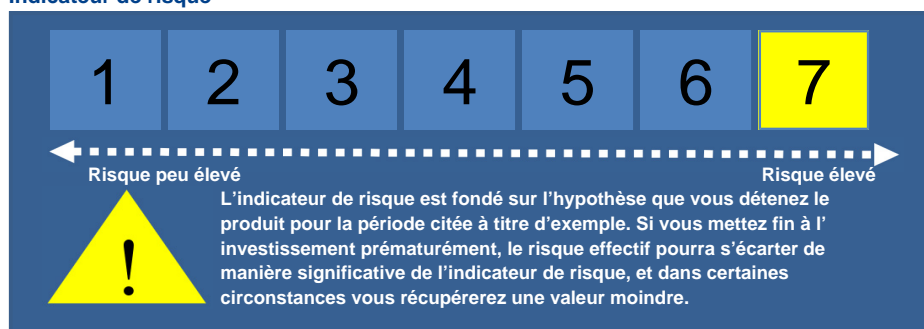 Indicateur de risque
1 2 3 4 5 6 7
Risque peu élevé Risque élevé
L'indicateur de risque est fondé sur l'hypothèse que vous détenez le
produit pour la période citée à titre d'exemple. Si vous mettez fin à l'
investissement prématurément, le risque effectif pourra s'écarter de
manière significative de l'indicateur de risque, et dans certaines
circonstances vous récupérerez une valeur moindre.
!